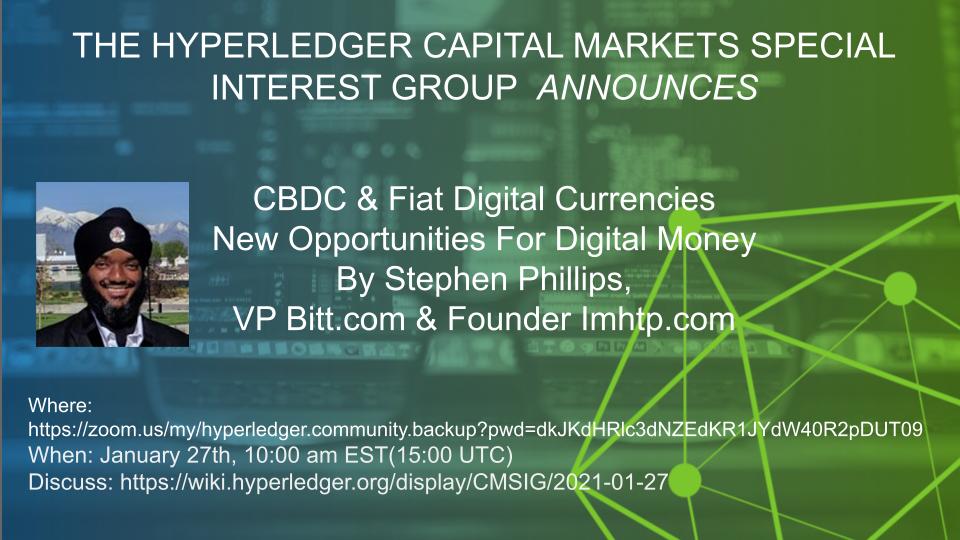 THE HYPERLEDGER CAPITAL MARKETS SPECIAL
INTEREST GROUP ANNOUNCES
CBDC & Fiat Digital Currencies
New Opportunities For Digital Money
By Stephen Phillips,
VP Bitt.com & Founder Imhtp.com
Where:
https://zoom.us/my/hyperledger.community.backup?pwd=dkJKdHRlc3dNZEdKR1JYdW40R2pDUT09
When: January 27th, 10:00 am EST(15:00 UTC)
Discuss: https://wiki.hyperledger.org/display/CMSIG/2021-01-27